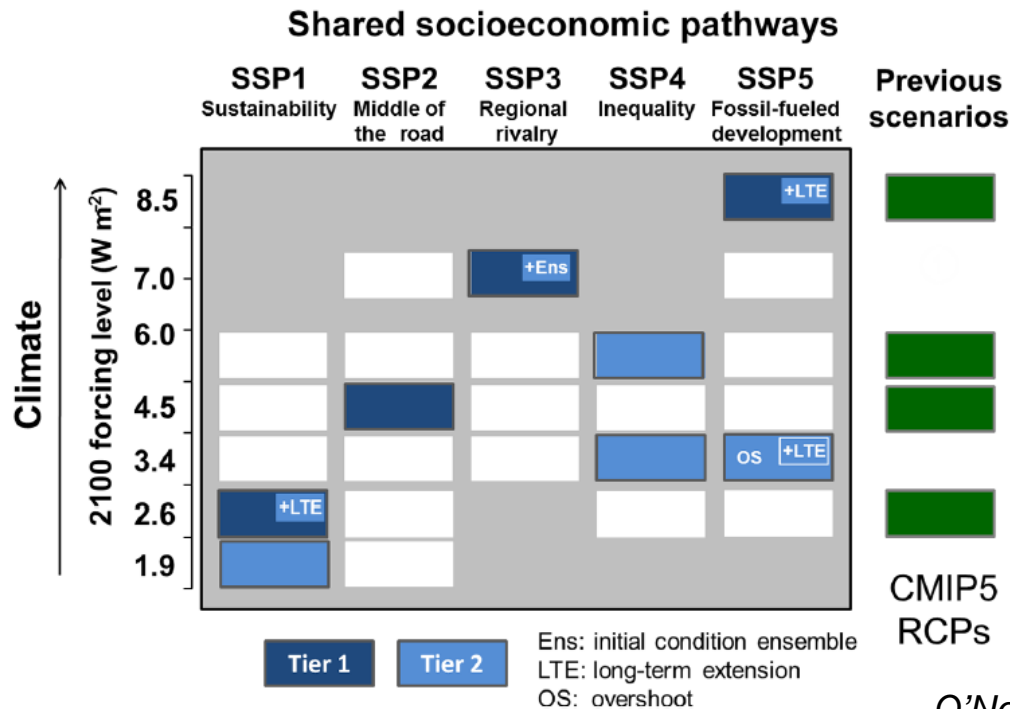 Shared socioeconomic pathways
SSP1 SSP2 SSP3 SSP4 SSP5 Previous
Sustainability Middle of Regional Inequality Fossil-fueled scenarios
the road rivalry development
8.5
+LTE
7.0
+Ens
6.0
4.5
3.4
OS +LTE
2.6
+LTE
1.9
Climate
2100 forcing level (W m-2)
CMIP5
RCPs
Tier 1 Tier 2
Ens: initial condition ensemble
LTE: long-term extension
OS: overshoot